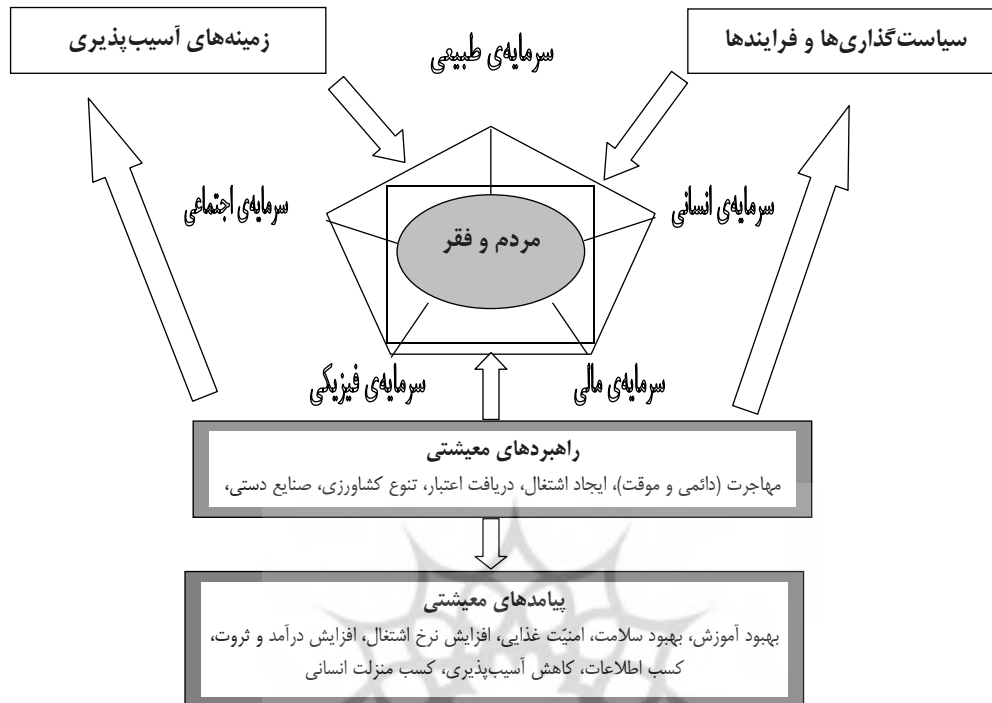 سیاست‌گذاری‌ها و فرایندها
زمینه‌های آسیب‌پذیری
سرمایه‌ی طبیعی
سرمایه‌ی انسانی
سرمایه‌ی اجتماعی
مردم و فقر
سرمایه‌ی مالی
سرمایه‌ی فیزیکی
راهبردهای معیشتی
مهاجرت (دائمی و موقت)، ایجاد اشتغال، دریافت اعتبار، تنوع کشاورزی، صنایع دستی،
پیامدهای معیشتی
بهبود آموزش، بهبود سلامت، امنیّت غذایی، افزایش نرخ اشتغال، افزایش درآمد و ثروت،
کسب اطلاعات، کاهش آسیب‌پذیری، کسب منزلت انسانی